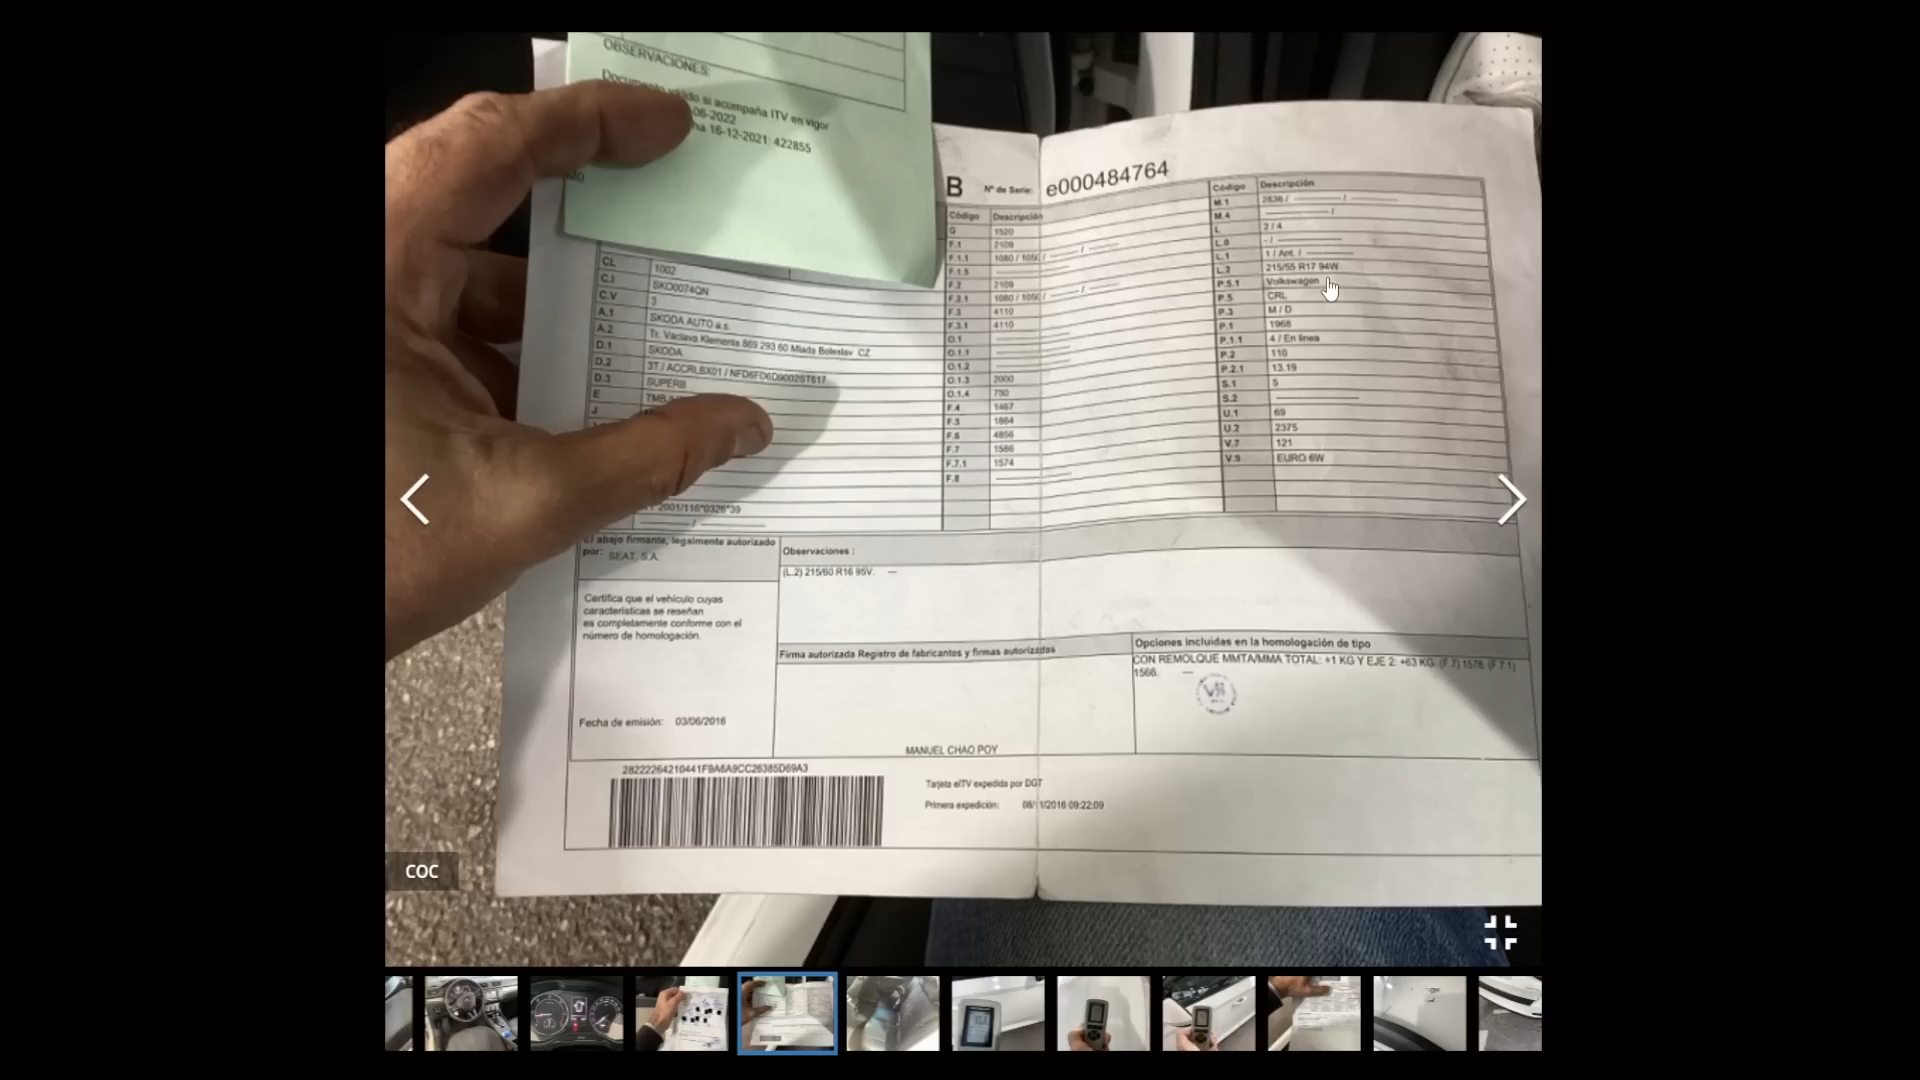 OBSERVACIONES:
si acompaña ITV en vigor
-06-2022
16-12-2021: 422855
B Nº de Serie: e000484764
CL 1002
C.I SKO0074QN
C.V 3
A.1 SKODA AUTO a.s.
A.2 Tr. Vaclava Klementa 869 293 60 Mlada Boleslav CZ
D.1 SKODA
D.2 3T / ACCRLBX01 / NFD6FD6D9002ST617
D.3 SUPERB
E TMB
J
2001/116*0326*39
Código Descripción
G 1520
F.1 2109
F.1.1 1080 / 1050 /
F.1.5
F.2 2109
F.2.1 1080 / 1050 /
F.3 4110
F.3.1 4110
O.1
O.1.1
O.1.2
O.1.3 2000
O.1.4 750
F.4 1467
F.5 1864
F.6 4856
F.7 1586
F.7.1 1574
F.8
Código Descripción
M.1 2836 /
M.4 /
L 2 / 4
L.0 - /
L.1 1 / Ant. /
L.2 215/55 R17 94W
P.5.1 Volkswagen
P.5 CRL
P.3 M / D
P.1 1968
P.1.1 4 / En línea
P.2 110
P.2.1 13.19
S.1 5
S.2
U.1 69
U.2 2375
V.7 121
V.9 EURO 6W
El abajo firmante, legalmente autorizado
por: SEAT, S.A.
Certifica que el vehículo cuyas
características se reseñan
es completamente conforme con el
número de homologación.
Fecha de emisión: 03/06/2016
Observaciones :
(L.2) 215/60 R16 95V. —
Firma autorizada Registro de fabricantes y firmas autorizadas
MANUEL CHAO POY
Opciones incluidas en la homologación de tipo
CON REMOLQUE MMTA/MMA TOTAL: +1 KG Y EJE 2: +63 KG. (F.7) 1578. (F.7.1)
1566. —
28222264210441F9A6A9CC26385D69A3
Tarjeta eITV expedida por DGT
Primera expedición: 08/11/2016 09:22:09
COC